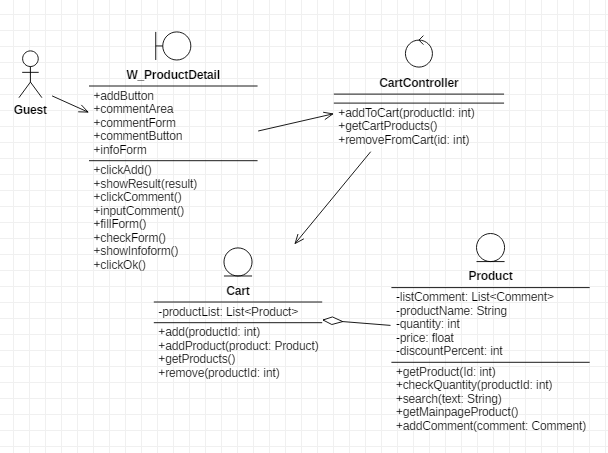 Guest
W_ProductDetail
+addButton
+commentArea
+commentForm
+commentButton
+infoForm
+clickAdd()
+showResult(result)
+clickComment()
+inputComment()
+fillForm()
+checkForm()
+showInfoform()
+clickOk()
CartController
+addToCart(productId: int)
+getCartProducts()
+removeFromCart(id: int)
Cart
-productList: List<Product>
+add(productId: int)
+addProduct(product: Product)
+getProducts()
+remove(productId: int)
Product
-listComment: List<Comment>
-productName: String
-quantity: int
-price: float
-discountPercent: int
+getProduct(Id: int)
+checkQuantity(productId: int)
+search(text: String)
+getMainpageProduct()
+addComment(comment: Comment)